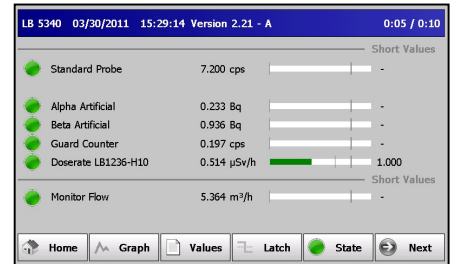 LB 5340 03/30/2011 15:29:14 Version 2.21 - A 0:05 / 0:10
Short Values
Standard Probe 7.200 cps -
Alpha Artificial 0.233 Bq -
Beta Artificial 0.936 Bq -
Guard Counter 0.197 cps -
Doserate LB1236-H10 0.514 µSv/h 1.000
Short Values
Monitor Flow 5.364 m³/h -
Home Graph Values Latch State Next